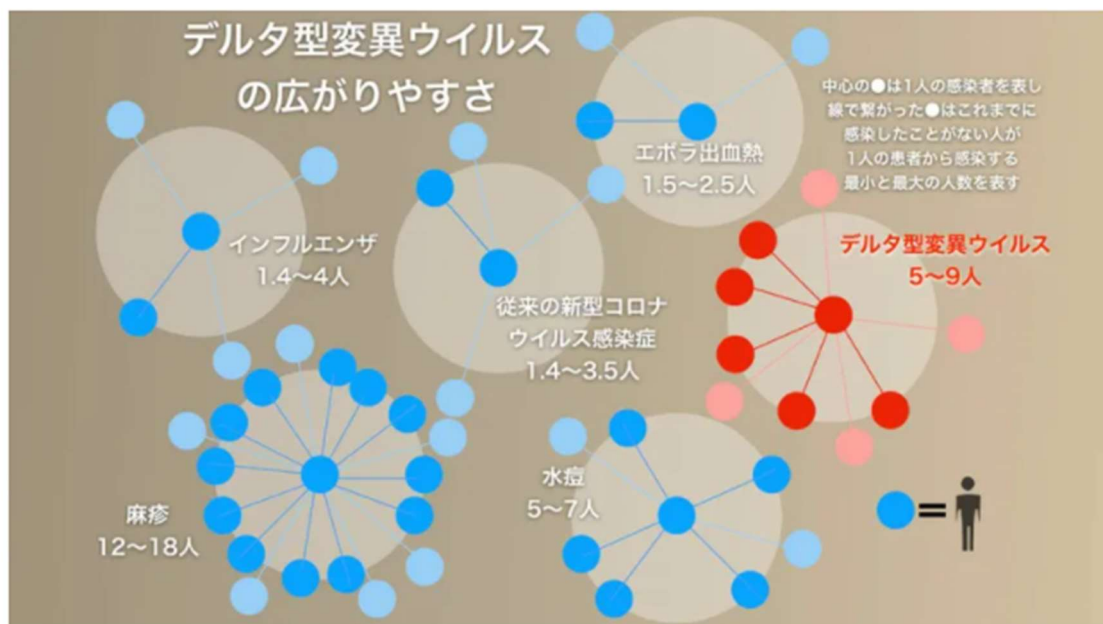 デルタ型変異ウイルス
の広がりやすさ
中心の●は1人の感染者を表し
線で繋がった●はこれまでに
感染したことがない人が
1人の患者から感染する
最小と最大の人数を表す
エボラ出血熱
1.5〜2.5人
インフルエンザ
1.4〜4人
従来の新型コロナ
ウイルス感染症
1.4〜3.5人
デルタ型変異ウイルス
5〜9人
麻疹
12〜18人
水痘
5〜7人
=